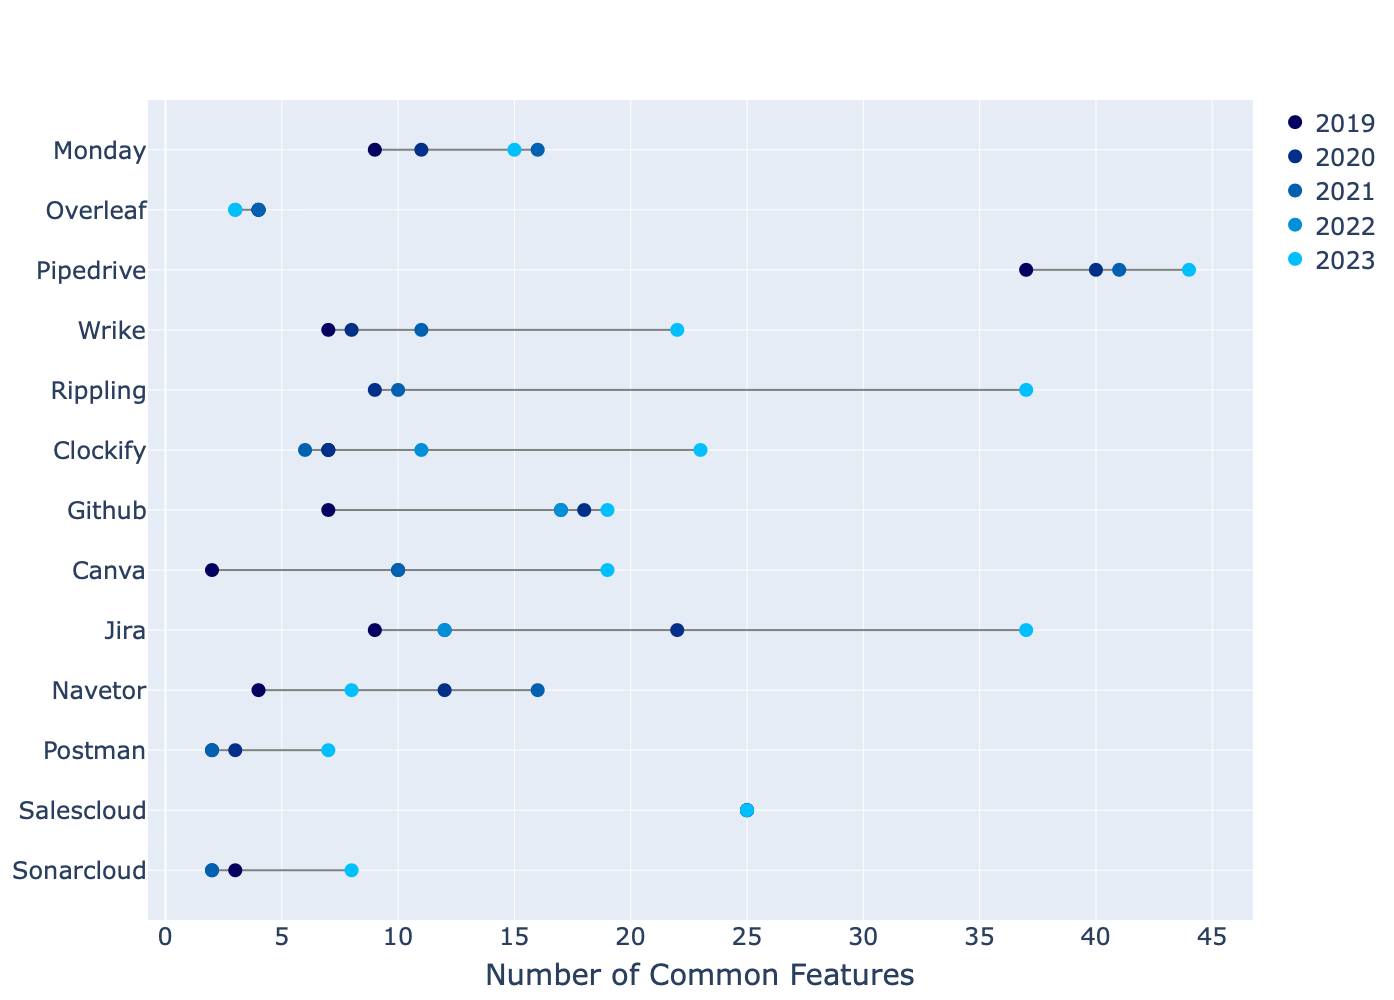 2019
2020
2021
2022
2023
Monday
Overleaf
Pipedrive
Wrike
Rippling
Clockify
Github
Canva
Jira
Navetor
Postman
Salescloud
Sonarcloud
0 5 10 15 20 25 30 35 40 45
Number of Common Features